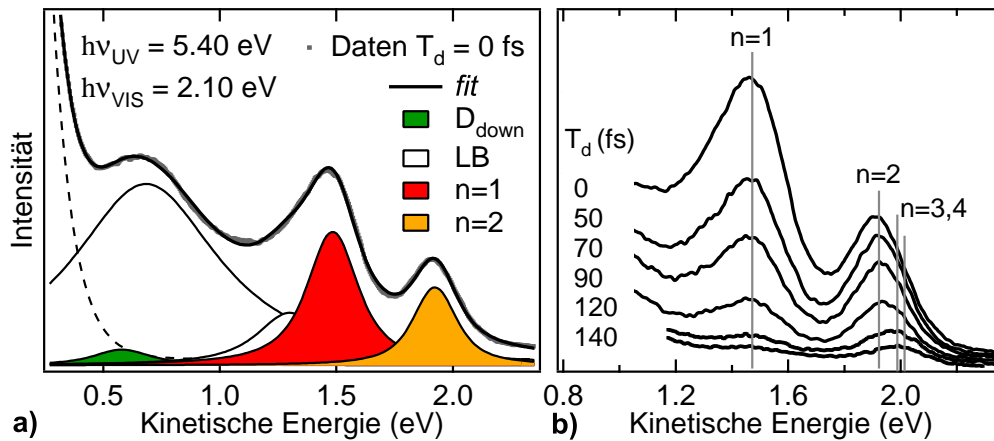 hν_UV = 5.40 eV
hν_VIS = 2.10 eV
Daten T_d = 0 fs
fit
D_down
LB
n=1
n=2
Intensität
0.5 1.0 1.5 2.0
Kinetische Energie (eV)
a)
T_d (fs)
0
50
70
90
120
140
n=1
n=2
n=3,4
0.8 1.2 1.6 2.0
Kinetische Energie (eV)
b)